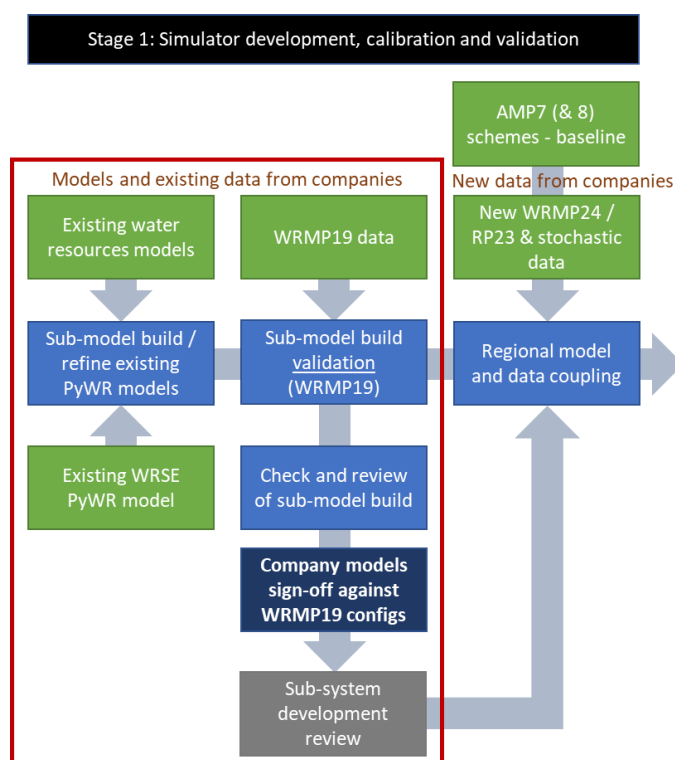 Stage 1: Simulator development, calibration and validation
AMP7 (& 8)
schemes - baseline
Models and existing data from companies
New data from companies
Existing water
resources models
WRMP19 data
New WRMP24 /
RP23 & stochastic
data
Sub-model build /
refine existing
PyWR models
Sub-model build
validation
(WRMP19)
Regional model
and data coupling
Existing WRSE
PyWR model
Check and review
of sub-model build
Company models
sign-off against
WRMP19 configs
Sub-system
development
review